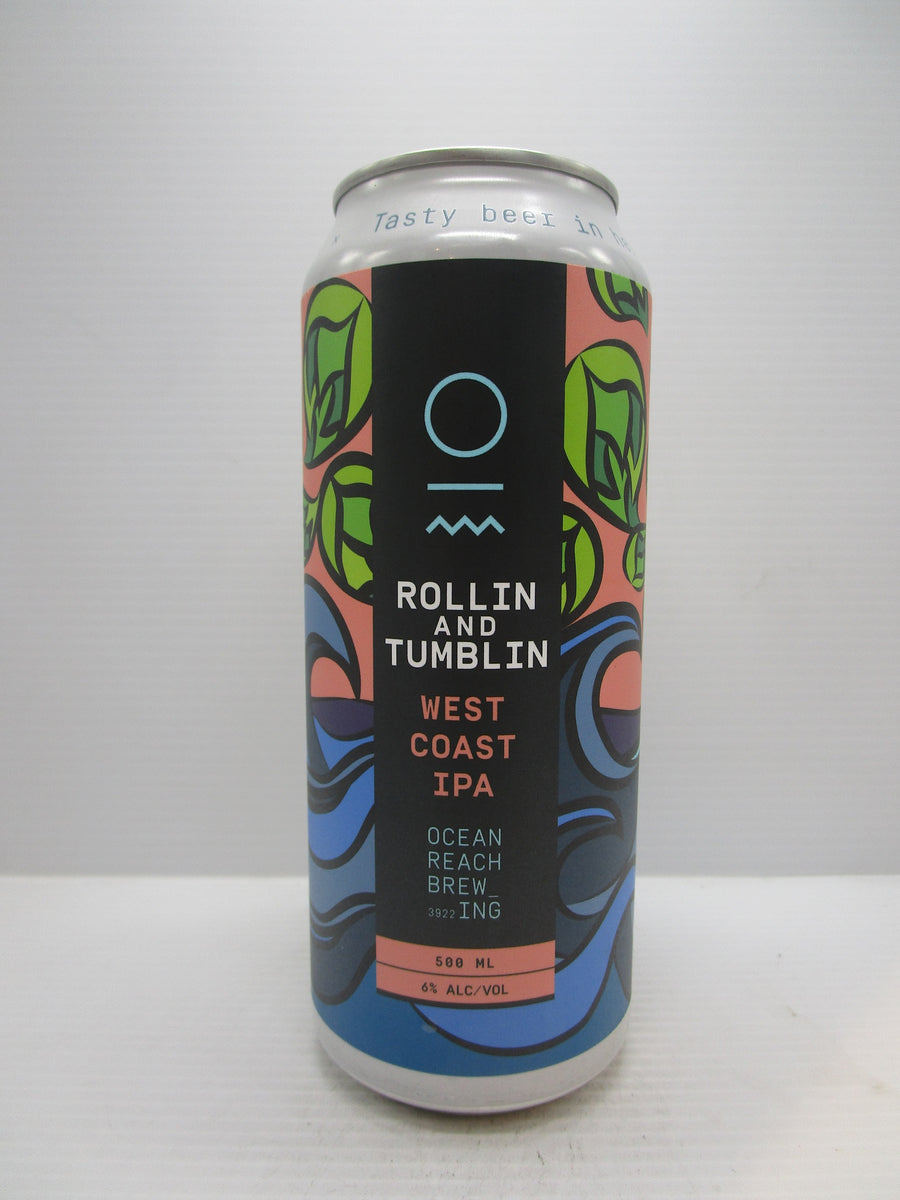 Tasty beer in
ROLLIN
AND
TUMBLIN
WEST
COAST
IPA
OCEAN
REACH
BREW_
3922 ING
500 ML
6% ALC/VOL